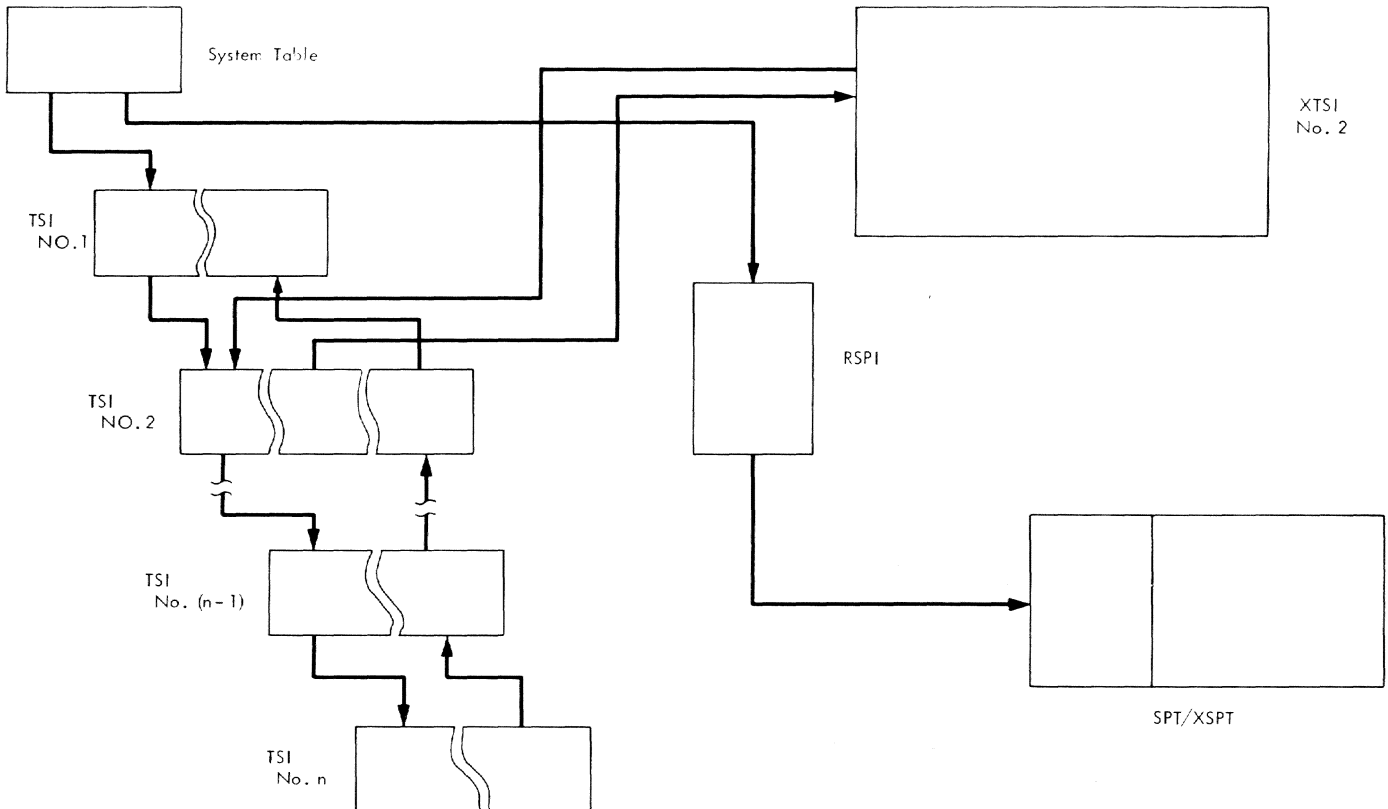 System Table
XTSI
No. 2
TSI
NO.1
RSPI
TSI
NO.2
TSI
No. (n-1)
SPT/XSPT
TSI
No. n